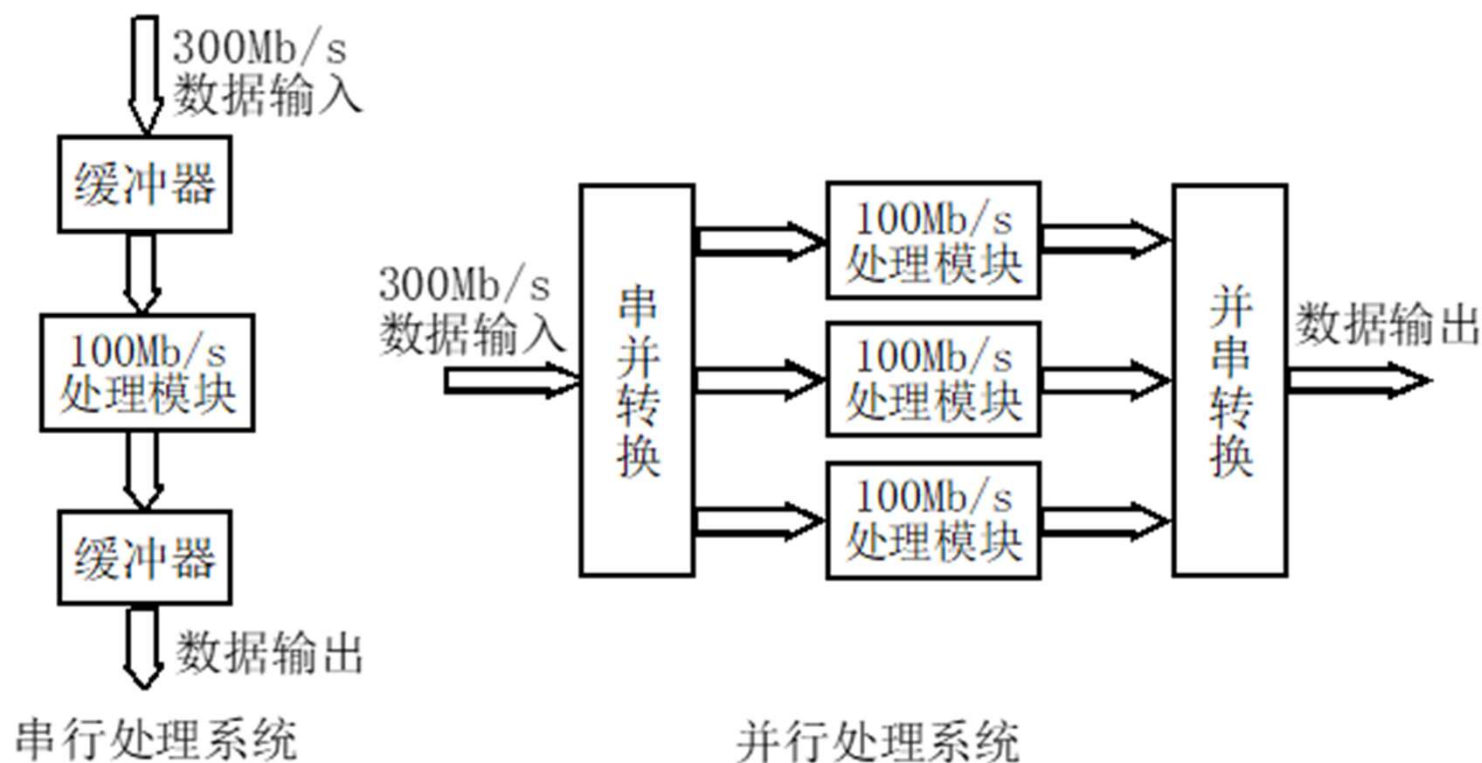 300Mb/s
数据输入
缓冲器
100Mb/s
处理模块
缓冲器
数据输出
串行处理系统
300Mb/s
数据输入
串并转换
100Mb/s
处理模块
100Mb/s
处理模块
100Mb/s
处理模块
并串转换
数据输出
并行处理系统